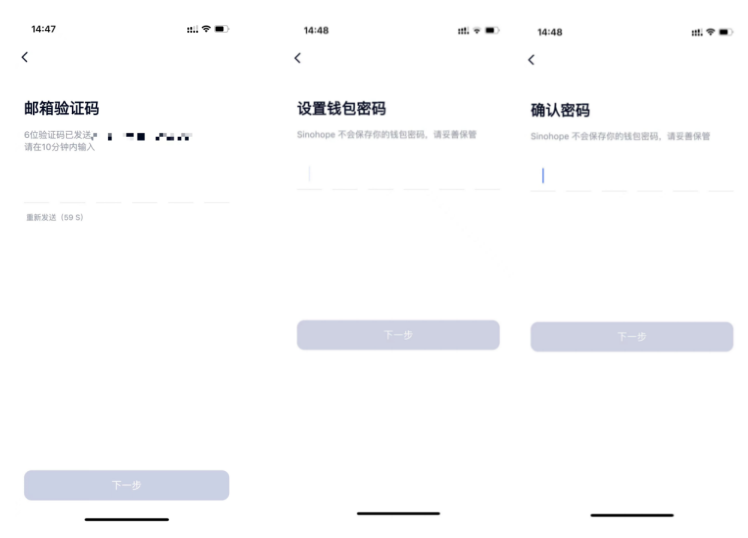 14:47
邮箱验证码
6位验证码已发送
请在10分钟内输入
重新发送（59 S）
下一步
14:48
设置钱包密码
Sinohope 不会保存你的钱包密码，请妥善保管
下一步
14:48
确认密码
Sinohope 不会保存你的钱包密码，请妥善保管
下一步